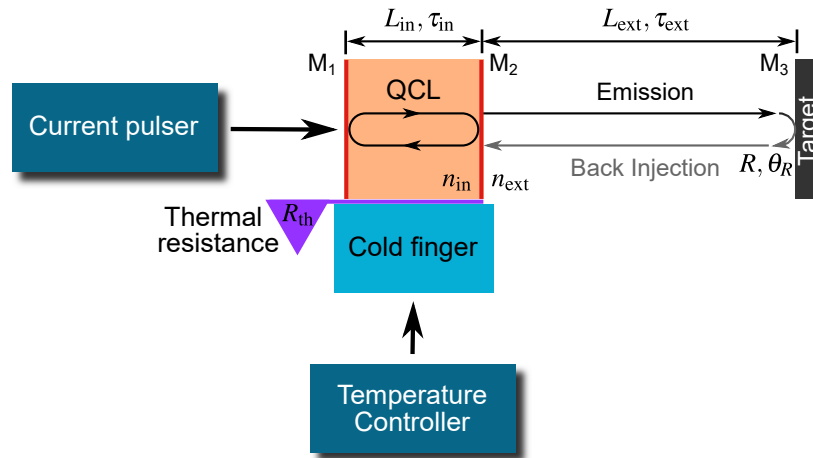 L_in, τ_in
L_ext, τ_ext
M1
M2
M3
QCL
Emission
Current pulser
Target
Back Injection
R, θ_R
n_in
n_ext
R_th
Thermal
resistance
Cold finger
Temperature
Controller